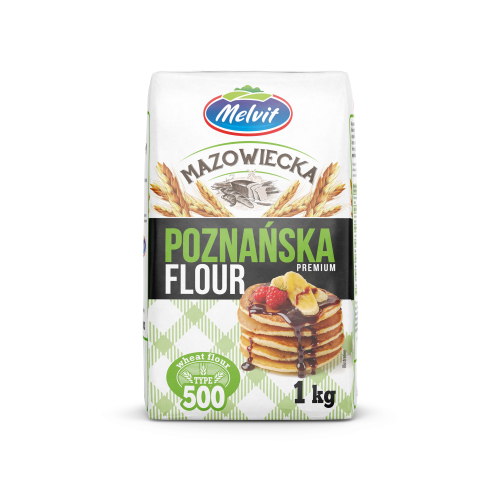 Melvit
MAZOWIECKA
POZNAŃSKA
FLOUR
PREMIUM
wheat flour
TYPE
500
1 kg